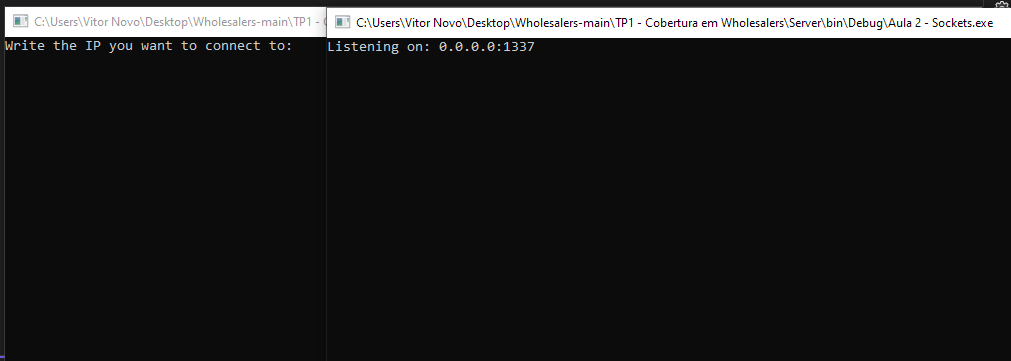 C:\Users\Vitor Novo\Desktop\Wholesalers-main\TP1 -
Write the IP you want to connect to:
C:\Users\Vitor Novo\Desktop\Wholesalers-main\TP1 - Cobertura em Wholesalers\Server\bin\Debug\Aula 2 - Sockets.exe
Listening on: 0.0.0.0:1337